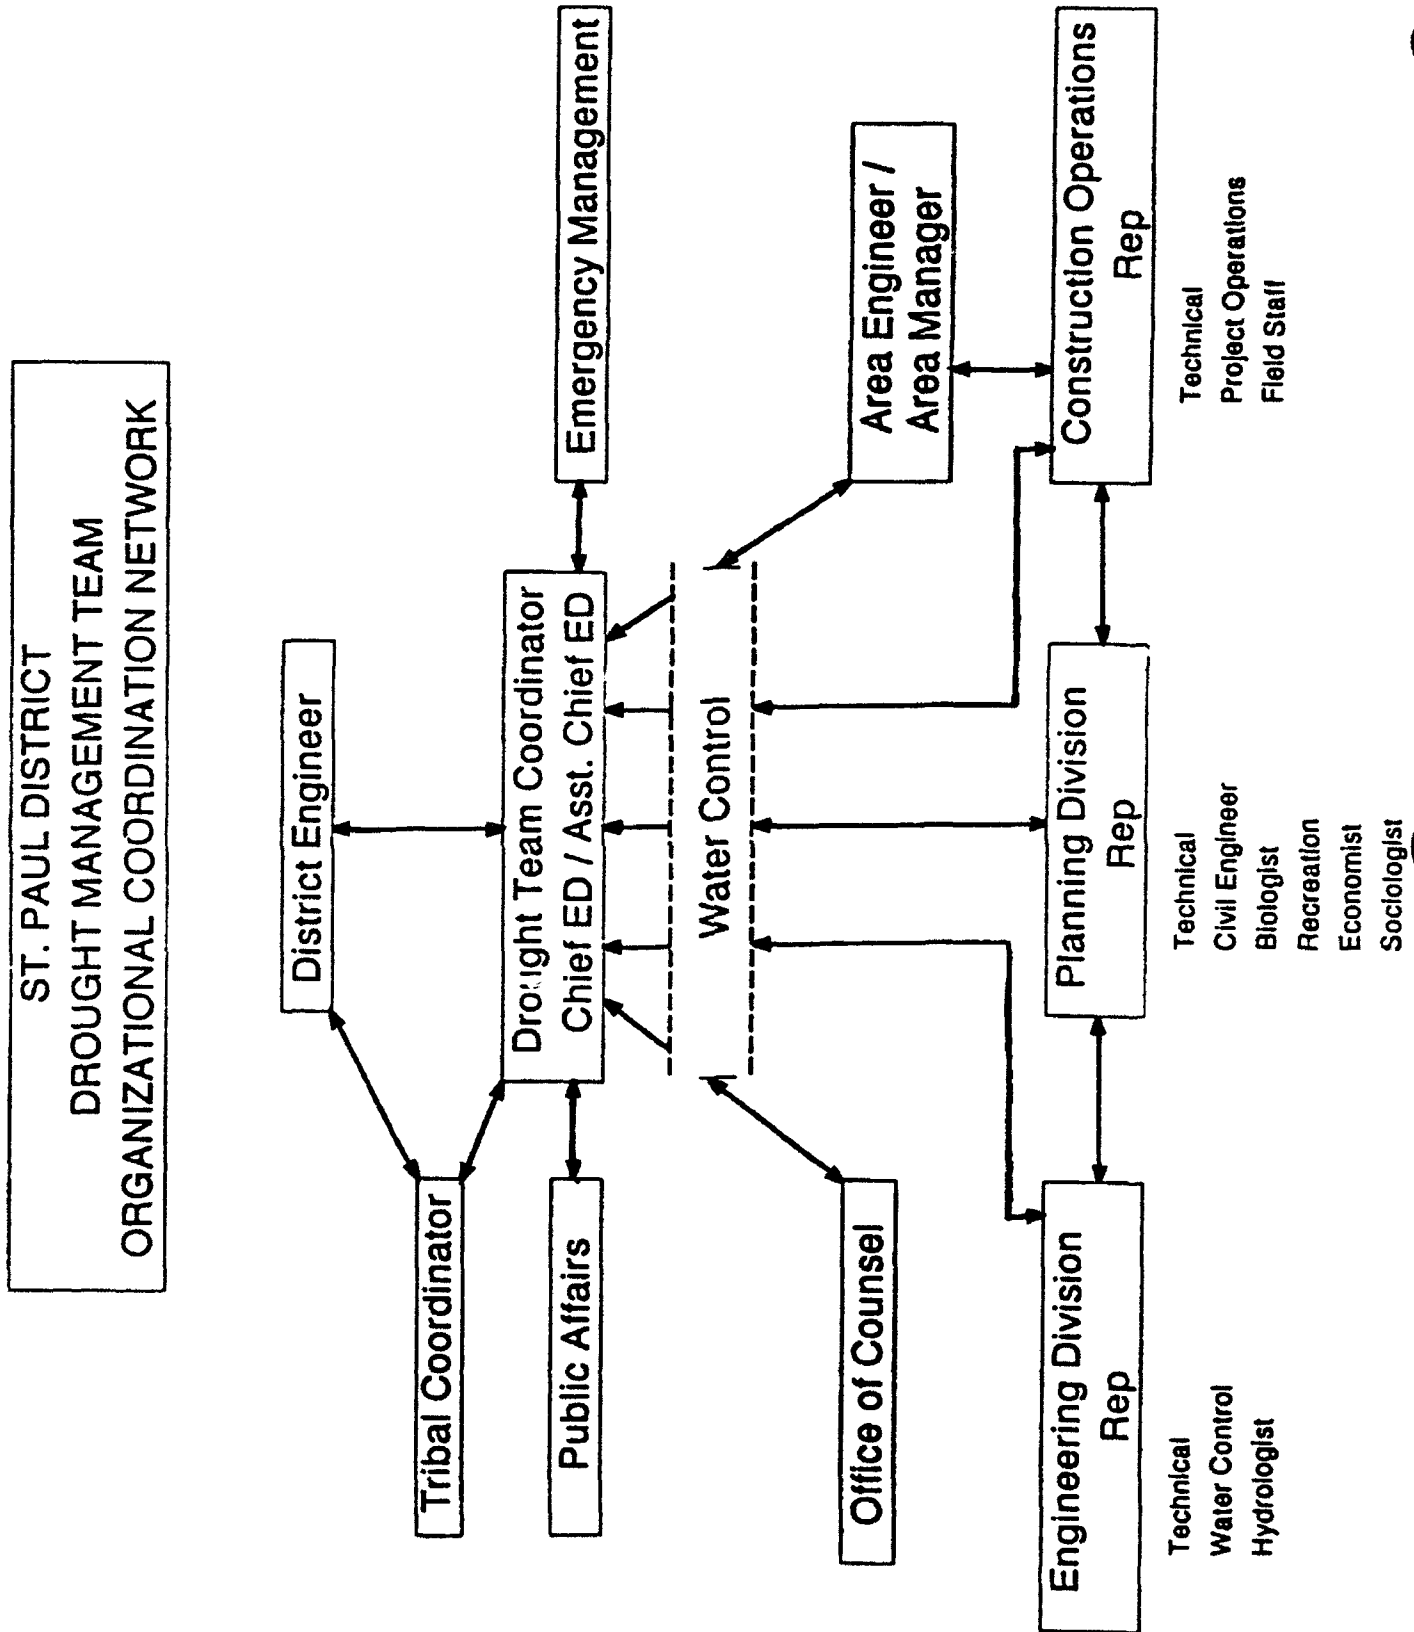 ST. PAUL DISTRICT
DROUGHT MANAGEMENT TEAM
ORGANIZATIONAL COORDINATION NETWORK
District Engineer
Tribal Coordinator
Drought Team Coordinator
Chief ED / Asst. Chief ED
Public Affairs
Emergency Management
Water Control
Office of Counsel
Area Engineer /
Area Manager
Engineering Division
Rep
Planning Division
Rep
Construction Operations
Rep
Technical
Water Control
Hydrologist
Technical
Civil Engineer
Biologist
Recreation
Economist
Sociologist
Technical
Project Operations
Field Staff